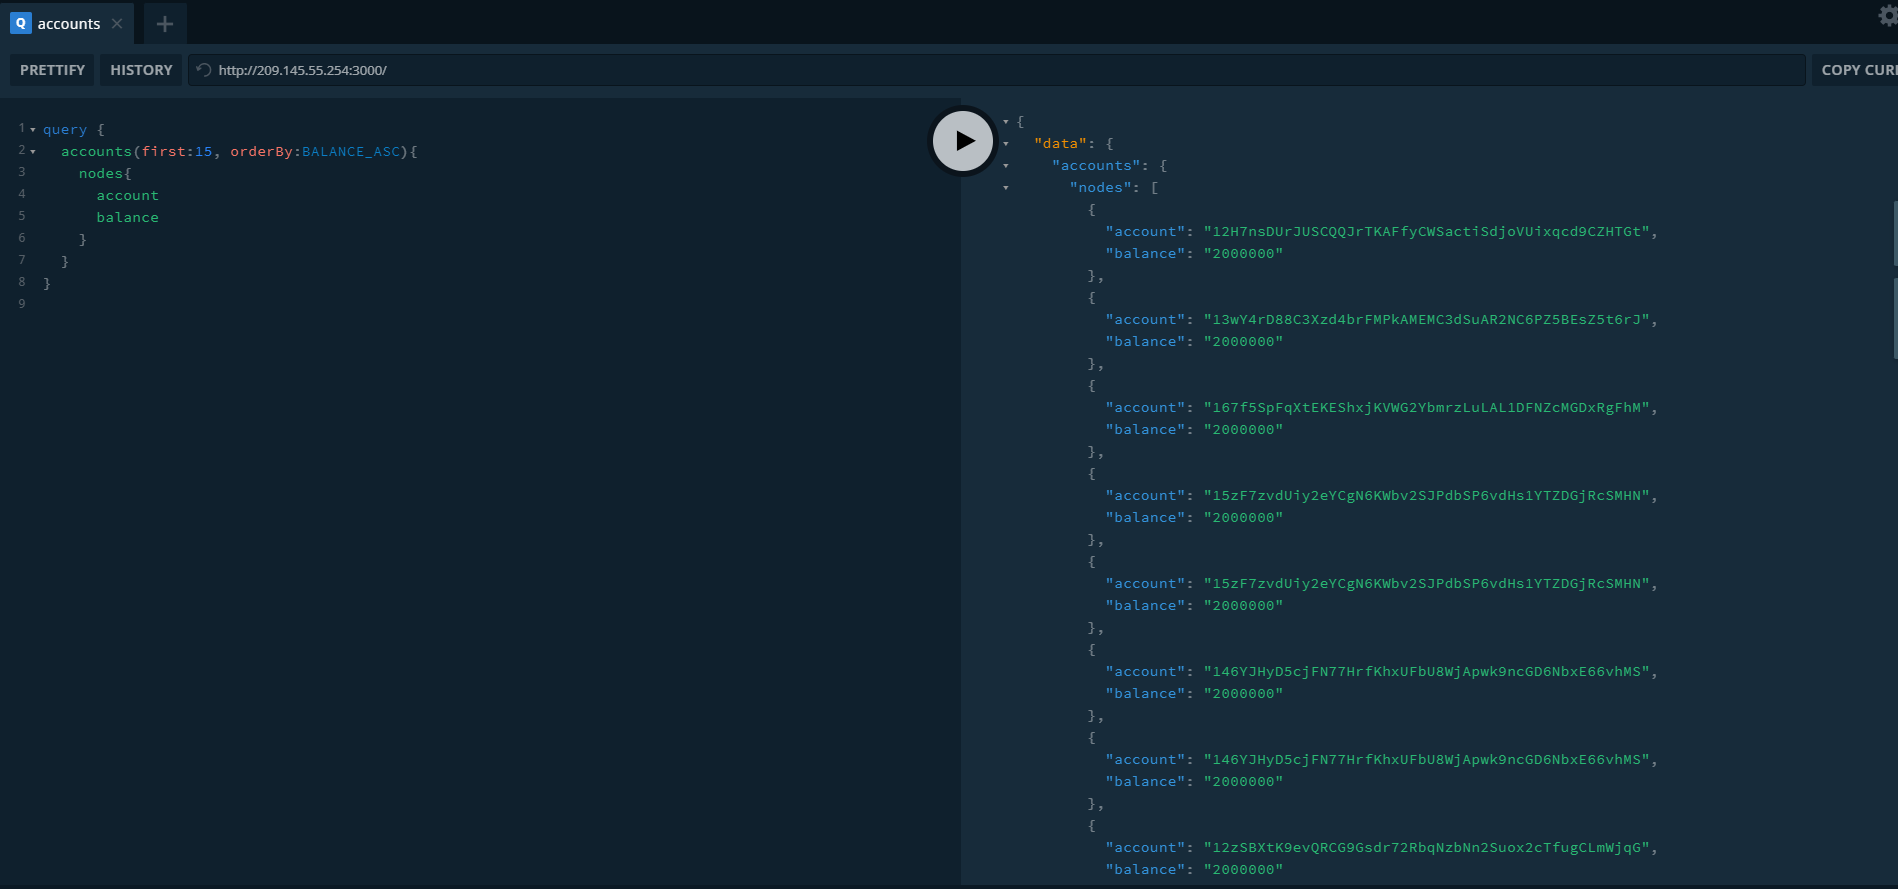 Q accounts
PRETTIFY HISTORY http://209.145.55.254:3000/ COPY CUR
1 query {
2 accounts(first:15, orderBy:BALANCE_ASC){
3 nodes{
4 account
5 balance
6 }
7 }
8 }
9
{
"data": {
"accounts": {
"nodes": [
{
"account": "12H7nsDUrJUSCQQJrTKAFfyCWSactiSdjoVUixqcd9CZHTGt",
"balance": "2000000"
},
{
"account": "13wY4rD88C3Xzd4brFMPkAMEMC3dSuAR2NC6PZ5BEsZ5t6rJ",
"balance": "2000000"
},
{
"account": "167f5SpFqXtEKEShxjKVWG2YbmrzLuLAL1DFNZcMGDxRgFhM",
"balance": "2000000"
},
{
"account": "15zF7zvdUiy2eYCgN6KWbv2SJPdbSP6vdHs1YTZDGjRcSMHN",
"balance": "2000000"
},
{
"account": "15zF7zvdUiy2eYCgN6KWbv2SJPdbSP6vdHs1YTZDGjRcSMHN",
"balance": "2000000"
},
{
"account": "146YJHyD5cjFN77HrfKhxUFbU8WjApwk9ncGD6NbxE66vhMS",
"balance": "2000000"
},
{
"account": "146YJHyD5cjFN77HrfKhxUFbU8WjApwk9ncGD6NbxE66vhMS",
"balance": "2000000"
},
{
"account": "12zSBXtK9evQRCG9Gsdr72RbqNzbNn2Suox2cTfugCLmWjqG",
"balance": "2000000"